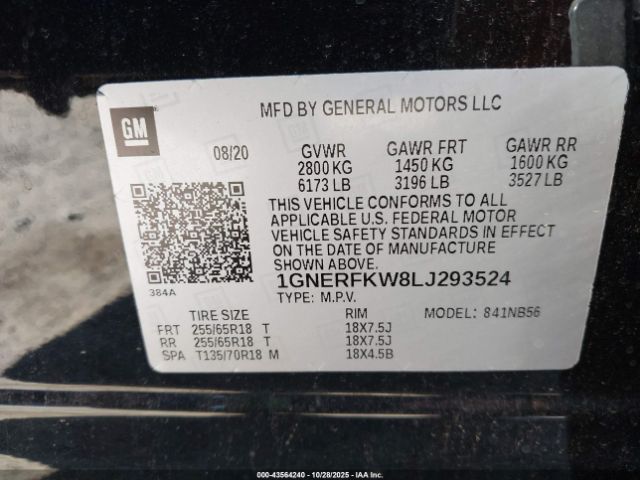 GM
MFD BY GENERAL MOTORS LLC
08/20 GVWR GAWR FRT GAWR RR
2800 KG 1450 KG 1600 KG
6173 LB 3196 LB 3527 LB
THIS VEHICLE CONFORMS TO ALL
APPLICABLE U.S. FEDERAL MOTOR
VEHICLE SAFETY STANDARDS IN EFFECT
ON THE DATE OF MANUFACTURE
SHOWN ABOVE.
384A
1GNERFKW8LJ293524
TYPE: M.P.V.
TIRE SIZE RIM MODEL: 841NB56
FRT 255/65R18 T 18X7.5J
RR 255/65R18 T 18X7.5J
SPA T135/70R18 M 18X4.5B
000-43564240 | 10/28/2025 | © Copyright 2025, IAA Inc.